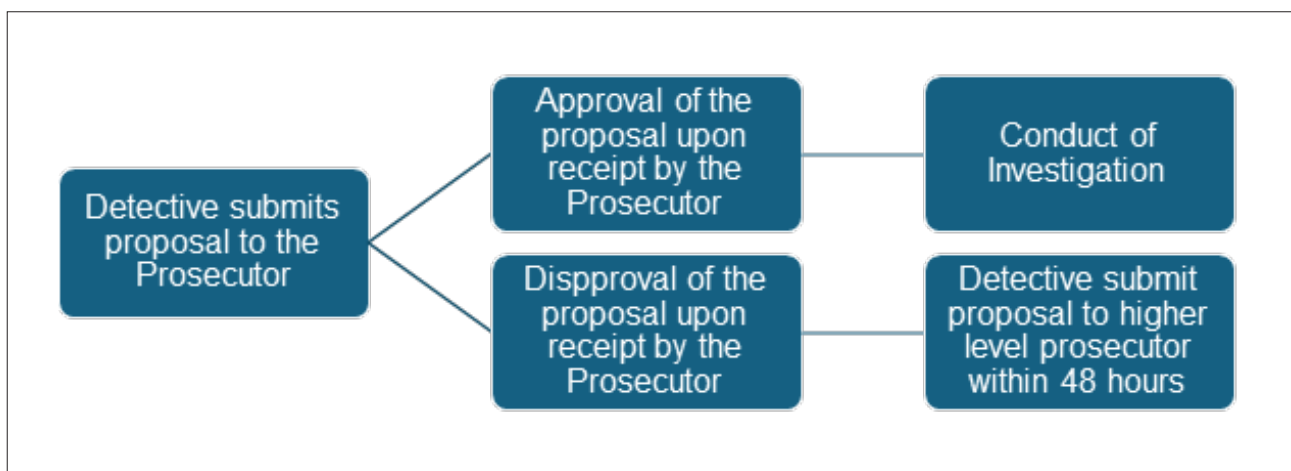 Detective submits
proposal to the
Prosecutor
Approval of the
proposal upon
receipt by the
Prosecutor
Conduct of
Investigation
Dispproval of the
proposal upon
receipt by the
Prosecutor
Detective submit
proposal to higher
level prosecutor
within 48 hours